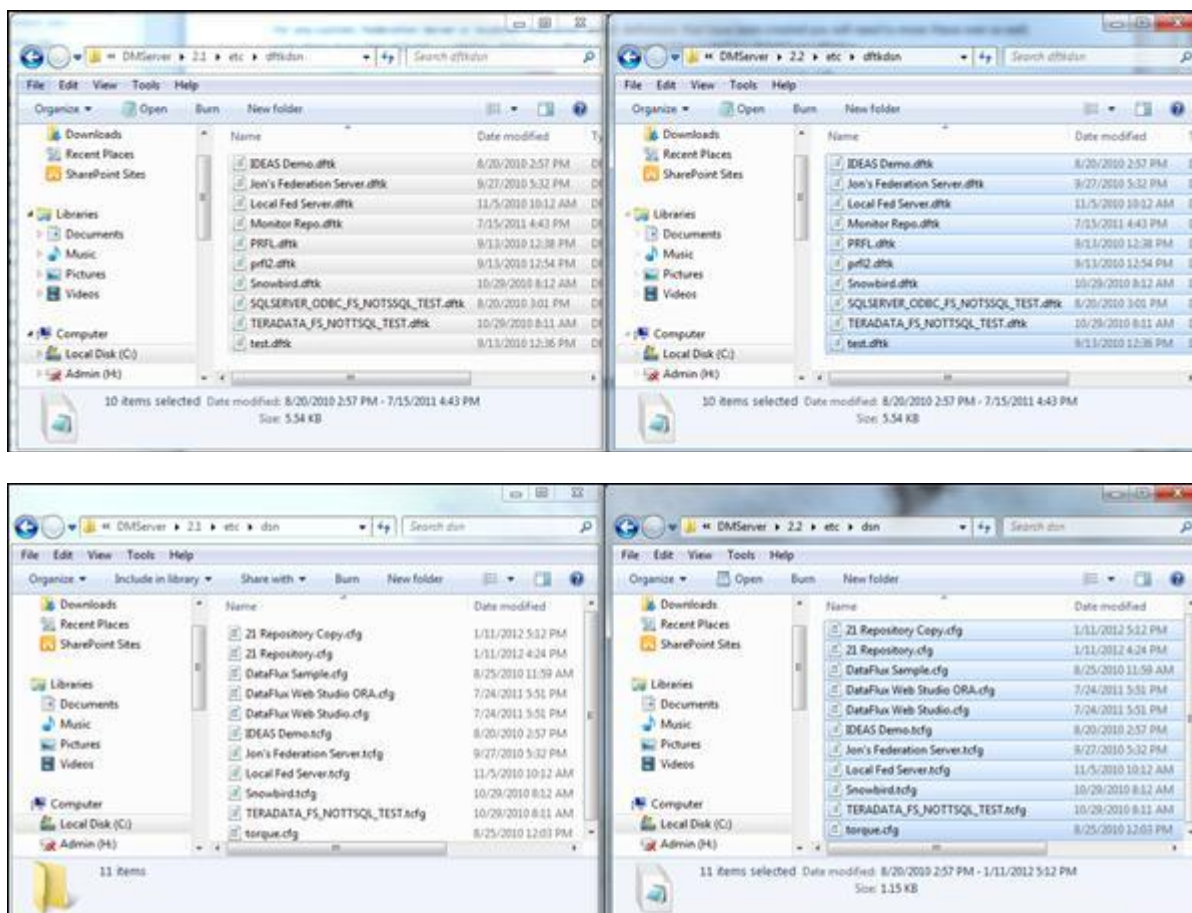 DMServer ▸ 2.1 ▸ etc ▸ dftkdsn
Search dftkdsn
File Edit View Tools Help
Organize Open Burn New folder
Downloads
Recent Places
SharePoint Sites
Libraries
Documents
Music
Pictures
Videos
Computer
Local Disk (C:)
Admin (H:)
Name Date modified
IDEAS Demo.dftk 8/20/2010 2:57 PM
Jon's Federation Server.dftk 9/27/2010 5:32 PM
Local Fed Server.dftk 11/5/2010 10:12 AM
Monitor Repo.dftk 7/15/2011 4:43 PM
PRFL.dftk 9/13/2010 12:38 PM
prfl2.dftk 9/13/2010 12:54 PM
Snowbird.dftk 10/29/2010 8:12 AM
SQLSERVER_ODBC_FS_NOTSSQL_TEST.dftk 8/20/2010 3:01 PM
TERADATA_FS_NOTTSQL_TEST.dftk 10/29/2010 8:11 AM
test.dftk 9/13/2010 12:36 PM
10 items selected Date modified: 8/20/2010 2:57 PM - 7/15/2011 4:43 PM
Size: 5.54 KB
DMServer ▸ 2.2 ▸ etc ▸ dftkdsn
Search dftkdsn
File Edit View Tools Help
Organize Open Burn New folder
Downloads
Recent Places
SharePoint Sites
Libraries
Documents
Music
Pictures
Videos
Computer
Local Disk (C:)
Admin (H:)
Name Date modified
IDEAS Demo.dftk 8/20/2010 2:57 PM
Jon's Federation Server.dftk 9/27/2010 5:32 PM
Local Fed Server.dftk 11/5/2010 10:12 AM
Monitor Repo.dftk 7/15/2011 4:43 PM
PRFL.dftk 9/13/2010 12:38 PM
prfl2.dftk 9/13/2010 12:54 PM
Snowbird.dftk 10/29/2010 8:12 AM
SQLSERVER_ODBC_FS_NOTSSQL_TEST.dftk 8/20/2010 3:01 PM
TERADATA_FS_NOTTSQL_TEST.dftk 10/29/2010 8:11 AM
test.dftk 9/13/2010 12:36 PM
10 items selected Date modified: 8/20/2010 2:57 PM - 7/15/2011 4:43 PM
Size: 5.54 KB
DMServer ▸ 2.1 ▸ etc ▸ dsn
Search dsn
File Edit View Tools Help
Organize Include in library Share with Burn New folder
Downloads
Recent Places
SharePoint Sites
Libraries
Documents
Music
Pictures
Videos
Computer
Local Disk (C:)
Admin (H:)
Name Date modified
21 Repository Copy.cfg 1/11/2012 5:12 PM
21 Repository.cfg 1/11/2012 4:24 PM
DataFlux Sample.cfg 8/25/2010 11:59 AM
DataFlux Web Studio ORA.cfg 7/24/2011 5:51 PM
DataFlux Web Studio.cfg 7/24/2011 5:51 PM
IDEAS Demo.tcfg 8/20/2010 2:57 PM
Jon's Federation Server.tcfg 9/27/2010 5:32 PM
Local Fed Server.tcfg 11/5/2010 10:12 AM
Snowbird.tcfg 10/29/2010 8:12 AM
TERADATA_FS_NOTTSQL_TEST.tcfg 10/29/2010 8:11 AM
torque.cfg 8/25/2010 12:03 PM
11 items
DMServer ▸ 2.2 ▸ etc ▸ dsn
Search dsn
File Edit View Tools Help
Organize Open Burn New folder
Downloads
Recent Places
SharePoint Sites
Libraries
Documents
Music
Pictures
Videos
Computer
Local Disk (C:)
Admin (H:)
Name Date modified
21 Repository Copy.cfg 1/11/2012 5:12 PM
21 Repository.cfg 1/11/2012 4:24 PM
DataFlux Sample.cfg 8/25/2010 11:59 AM
DataFlux Web Studio ORA.cfg 7/24/2011 5:51 PM
DataFlux Web Studio.cfg 7/24/2011 5:51 PM
IDEAS Demo.tcfg 8/20/2010 2:57 PM
Jon's Federation Server.tcfg 9/27/2010 5:32 PM
Local Fed Server.tcfg 11/5/2010 10:12 AM
Snowbird.tcfg 10/29/2010 8:12 AM
TERADATA_FS_NOTTSQL_TEST.tcfg 10/29/2010 8:11 AM
torque.cfg 8/25/2010 12:03 PM
11 items selected Date modified: 8/20/2010 2:57 PM - 1/11/2012 5:12 PM
Size: 1.15 KB